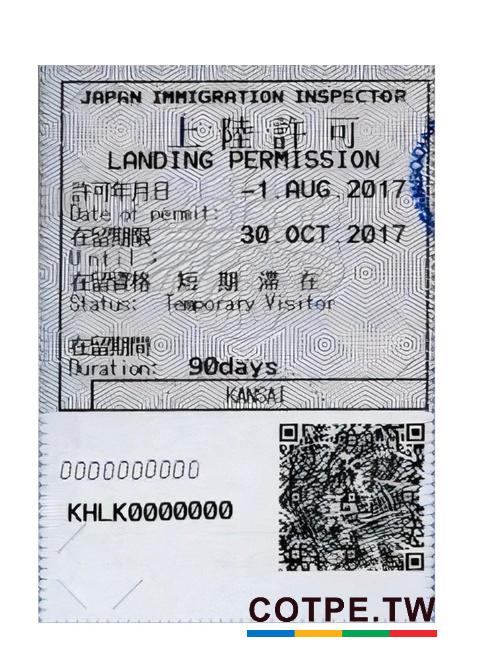 JAPAN IMMIGRATION INSPECTOR
上陸許可
LANDING PERMISSION
許可年月日 -1.AUG.2017
Date of permit:
在留期限 30.OCT.2017
Until :
在留資格 短期滞在
Status: Temporary Visitor
在留期間
Duration: 90days
KANSAI
0000000000
KHLK0000000
COTPE.TW